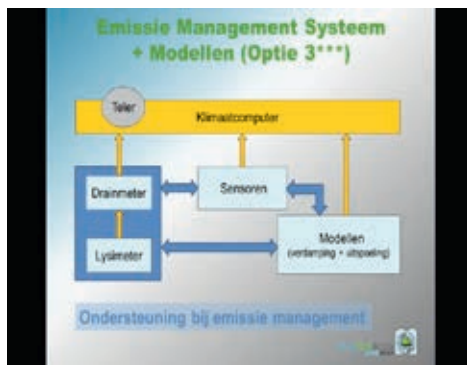 Emissie Management Systeem
+ Modellen (Optie 3***)
Teler
Klimaatcomputer
Drainmeter
Sensoren
Lysimeter
Modellen
(verdamping + uitspoeling)
Ondersteuning bij emissie management